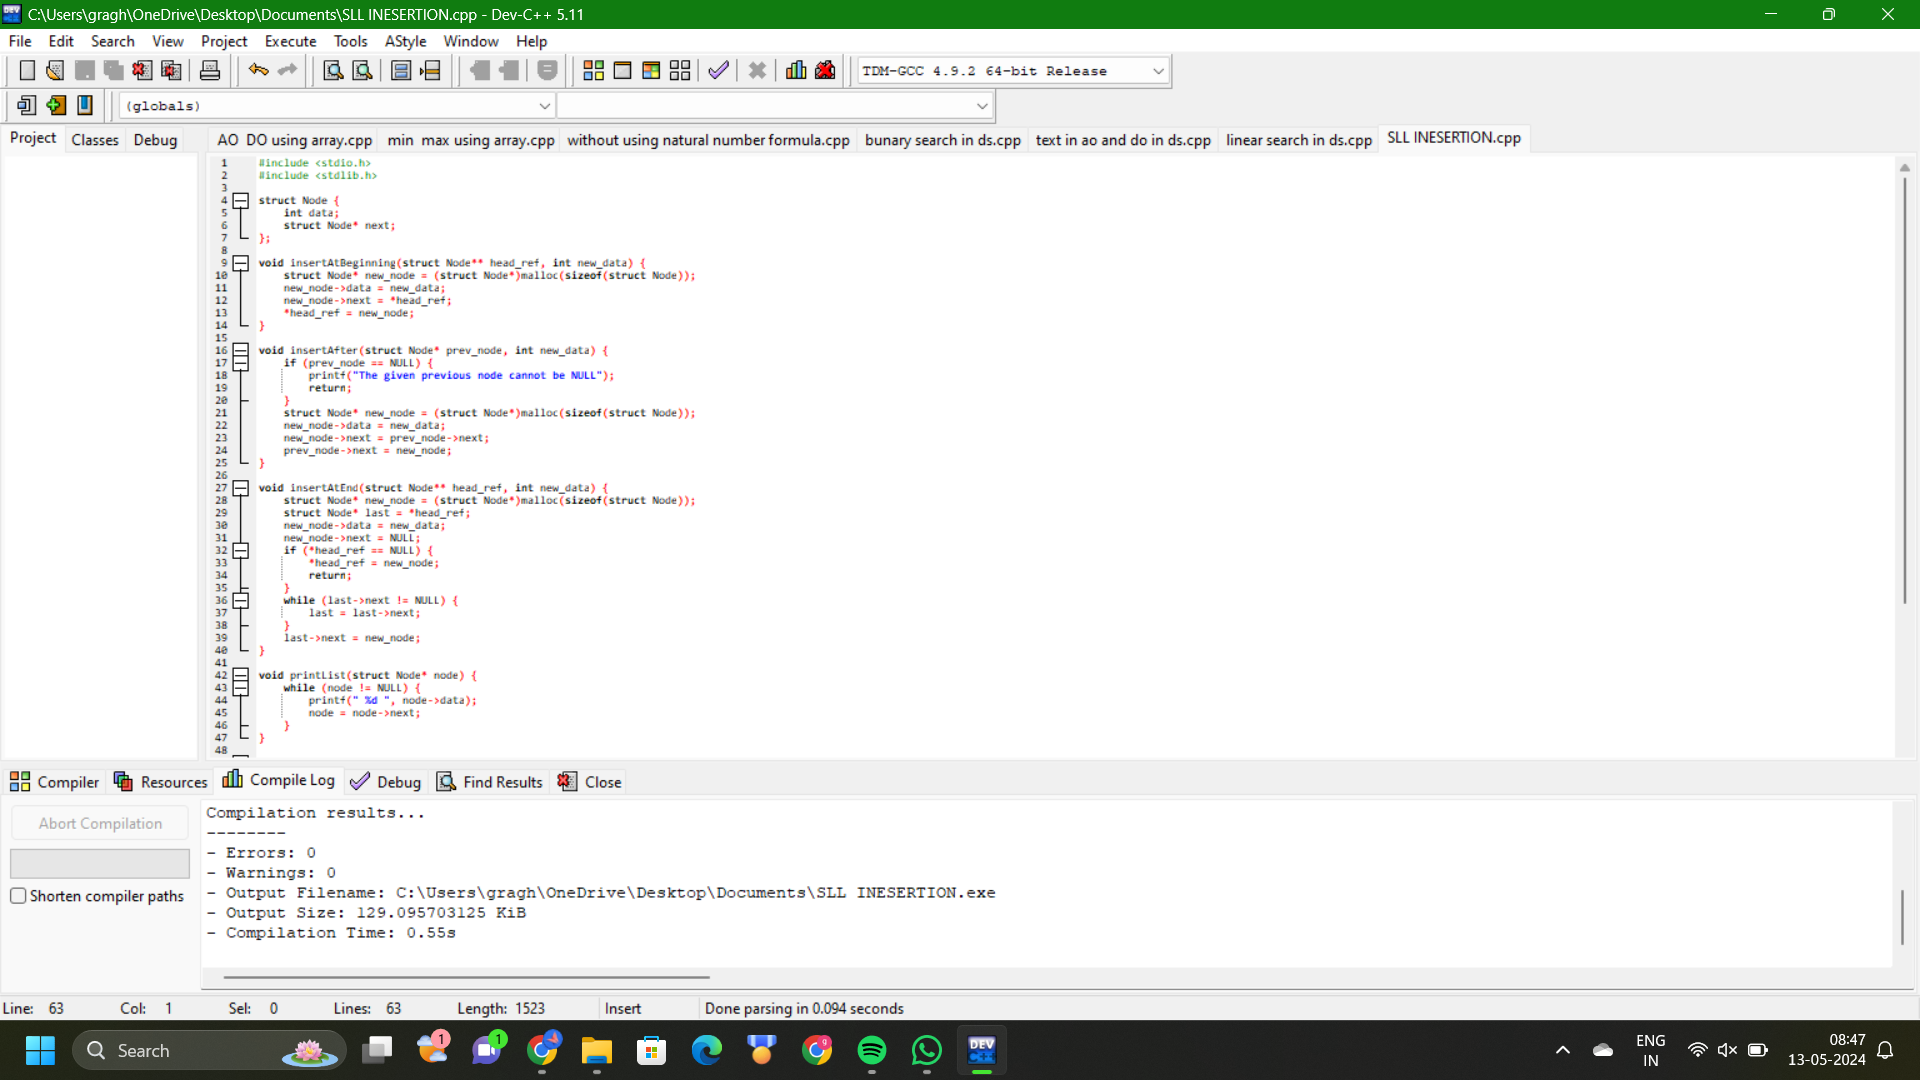 C:\Users\gragh\OneDrive\Desktop\Documents\SLL INESERTION.cpp - Dev-C++ 5.11
File Edit Search View Project Execute Tools AStyle Window Help
TDM-GCC 4.9.2 64-bit Release
(globals)
Project Classes Debug
AO DO using array.cpp min max using array.cpp without using natural number formula.cpp bunary search in ds.cpp text in ao and do in ds.cpp linear search in ds.cpp SLL INESERTION.cpp
1 #include <stdio.h>
2 #include <stdlib.h>
3
4 struct Node {
5 int data;
6 struct Node* next;
7 };
8
9 void insertAtBeginning(struct Node** head_ref, int new_data) {
10 struct Node* new_node = (struct Node*)malloc(sizeof(struct Node));
11 new_node->data = new_data;
12 new_node->next = *head_ref;
13 *head_ref = new_node;
14 }
15
16 void insertAfter(struct Node* prev_node, int new_data) {
17 if (prev_node == NULL) {
18 printf("The given previous node cannot be NULL");
19 return;
20 }
21 struct Node* new_node = (struct Node*)malloc(sizeof(struct Node));
22 new_node->data = new_data;
23 new_node->next = prev_node->next;
24 prev_node->next = new_node;
25 }
26
27 void insertAtEnd(struct Node** head_ref, int new_data) {
28 struct Node* new_node = (struct Node*)malloc(sizeof(struct Node));
29 struct Node* last = *head_ref;
30 new_node->data = new_data;
31 new_node->next = NULL;
32 if (*head_ref == NULL) {
33 *head_ref = new_node;
34 return;
35 }
36 while (last->next != NULL) {
37 last = last->next;
38 }
39 last->next = new_node;
40 }
41
42 void printList(struct Node* node) {
43 while (node != NULL) {
44 printf(" %d ", node->data);
45 node = node->next;
46 }
47 }
48
Compiler Resources Compile Log Debug Find Results Close
Abort Compilation
Shorten compiler paths
Compilation results...
--------
- Errors: 0
- Warnings: 0
- Output Filename: C:\Users\gragh\OneDrive\Desktop\Documents\SLL INESERTION.exe
- Output Size: 129.095703125 KiB
- Compilation Time: 0.55s
Line: 63 Col: 1 Sel: 0 Lines: 63 Length: 1523 Insert Done parsing in 0.094 seconds
Search
1
1
9
DEV C++
ENG
IN
08:47
13-05-2024